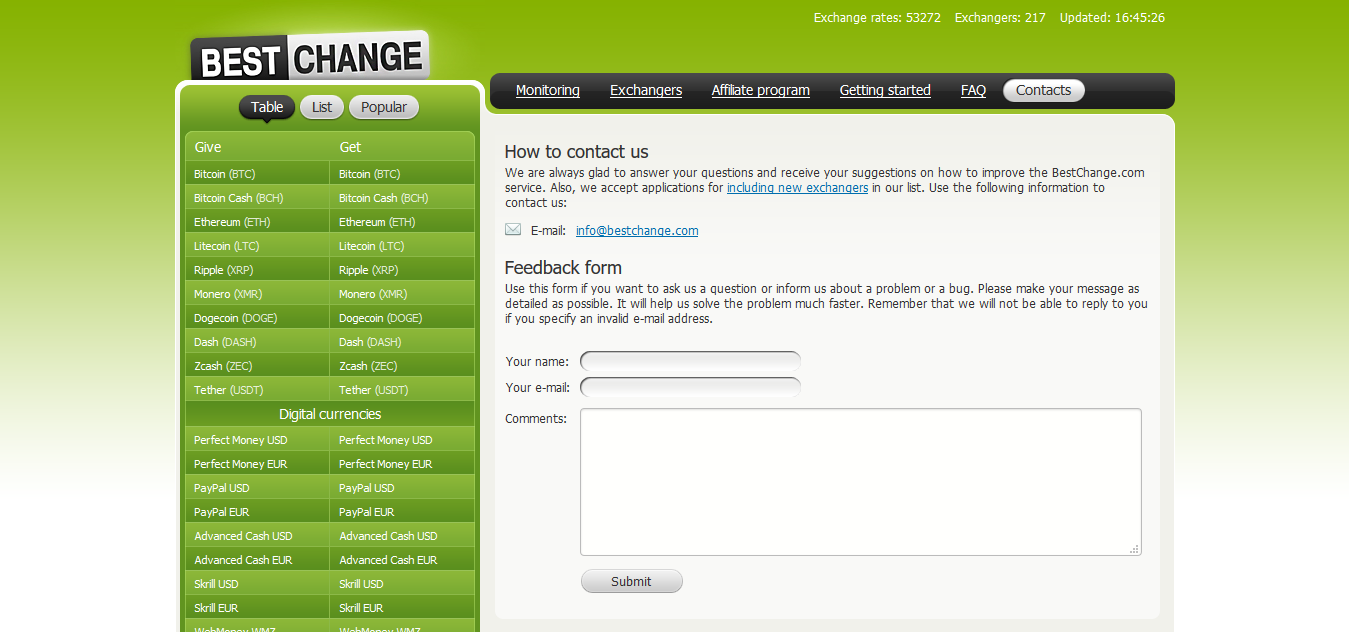 Exchange rates: 53272 Exchangers: 217 Updated: 16:45:26
BEST CHANGE
Monitoring Exchangers Affiliate program Getting started FAQ Contacts
Table List Popular
Give Get
Bitcoin (BTC) Bitcoin (BTC)
Bitcoin Cash (BCH) Bitcoin Cash (BCH)
Ethereum (ETH) Ethereum (ETH)
Litecoin (LTC) Litecoin (LTC)
Ripple (XRP) Ripple (XRP)
Monero (XMR) Monero (XMR)
Dogecoin (DOGE) Dogecoin (DOGE)
Dash (DASH) Dash (DASH)
Zcash (ZEC) Zcash (ZEC)
Tether (USDT) Tether (USDT)
Digital currencies
Perfect Money USD Perfect Money USD
Perfect Money EUR Perfect Money EUR
PayPal USD PayPal USD
PayPal EUR PayPal EUR
Advanced Cash USD Advanced Cash USD
Advanced Cash EUR Advanced Cash EUR
Skrill USD Skrill USD
Skrill EUR Skrill EUR
WebMoney WMZ WebMoney WMZ
How to contact us
We are always glad to answer your questions and receive your suggestions on how to improve the BestChange.com
service. Also, we accept applications for including new exchangers in our list. Use the following information to
contact us:
E-mail: info@bestchange.com
Feedback form
Use this form if you want to ask us a question or inform us about a problem or a bug. Please make your message as
detailed as possible. It will help us solve the problem much faster. Remember that we will not be able to reply to you
if you specify an invalid e-mail address.
Your name:
Your e-mail:
Comments:
Submit